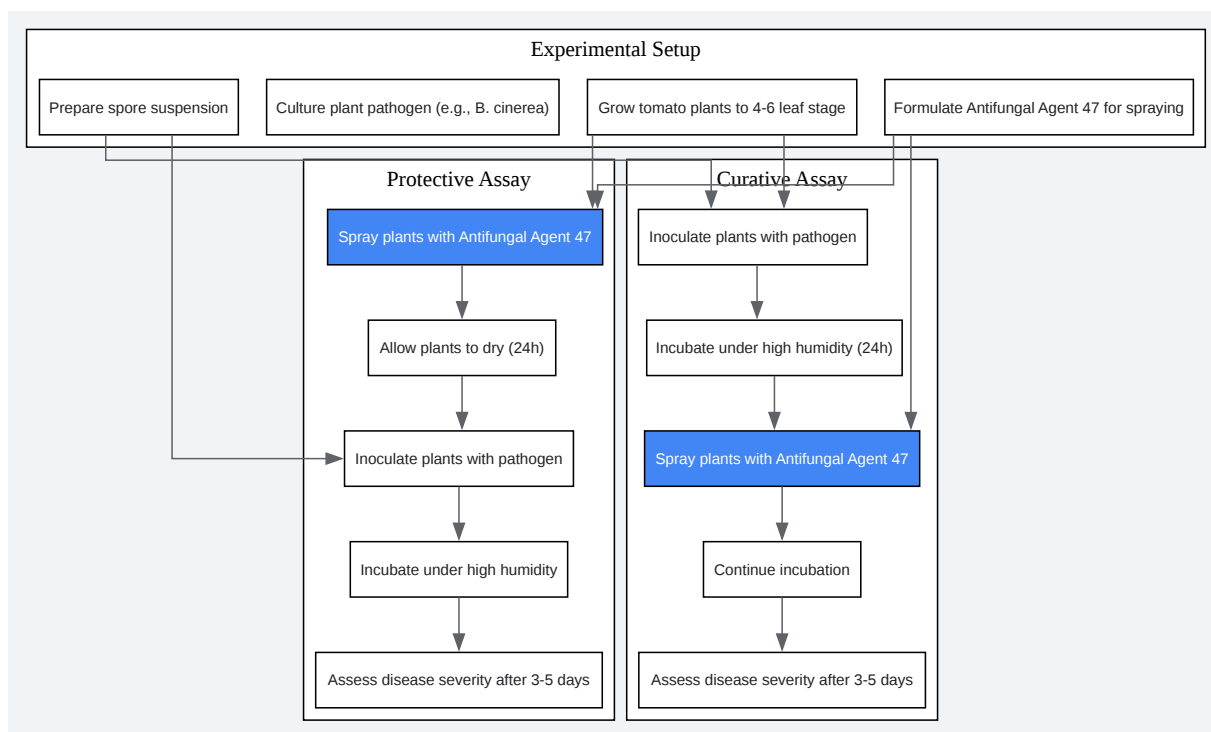 Experimental Setup
Prepare spore suspension
Culture plant pathogen (e.g., B. cinerea)
Grow tomato plants to 4-6 leaf stage
Formulate Antifungal Agent 47 for spraying
Protective Assay
Spray plants with Antifungal Agent 47
Allow plants to dry (24h)
Inoculate plants with pathogen
Incubate under high humidity
Assess disease severity after 3-5 days
Curative Assay
Inoculate plants with pathogen
Incubate under high humidity (24h)
Spray plants with Antifungal Agent 47
Continue incubation
Assess disease severity after 3-5 days